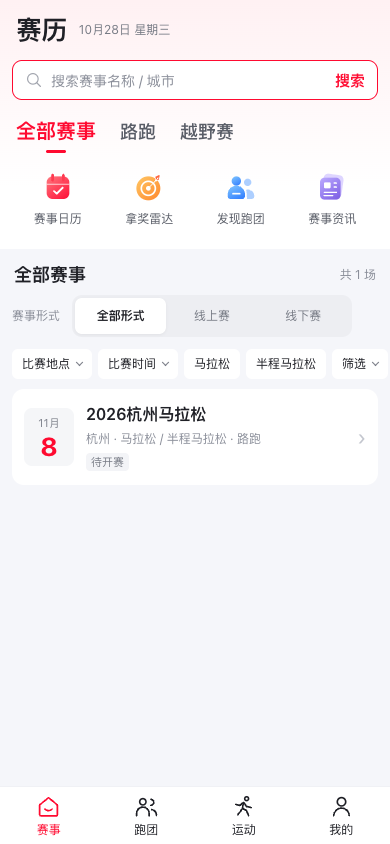 赛历 10月28日 星期三
搜索赛事名称 / 城市 搜索
全部赛事 路跑 越野赛
赛事日历 拿奖雷达 发现跑团 赛事资讯
全部赛事 共 1 场
赛事形式 全部形式 线上赛 线下赛
比赛地点 比赛时间 马拉松 半程马拉松 筛选
11月
8
2026杭州马拉松
杭州 · 马拉松 / 半程马拉松 · 路跑
待开赛
赛事 跑团 运动 我的